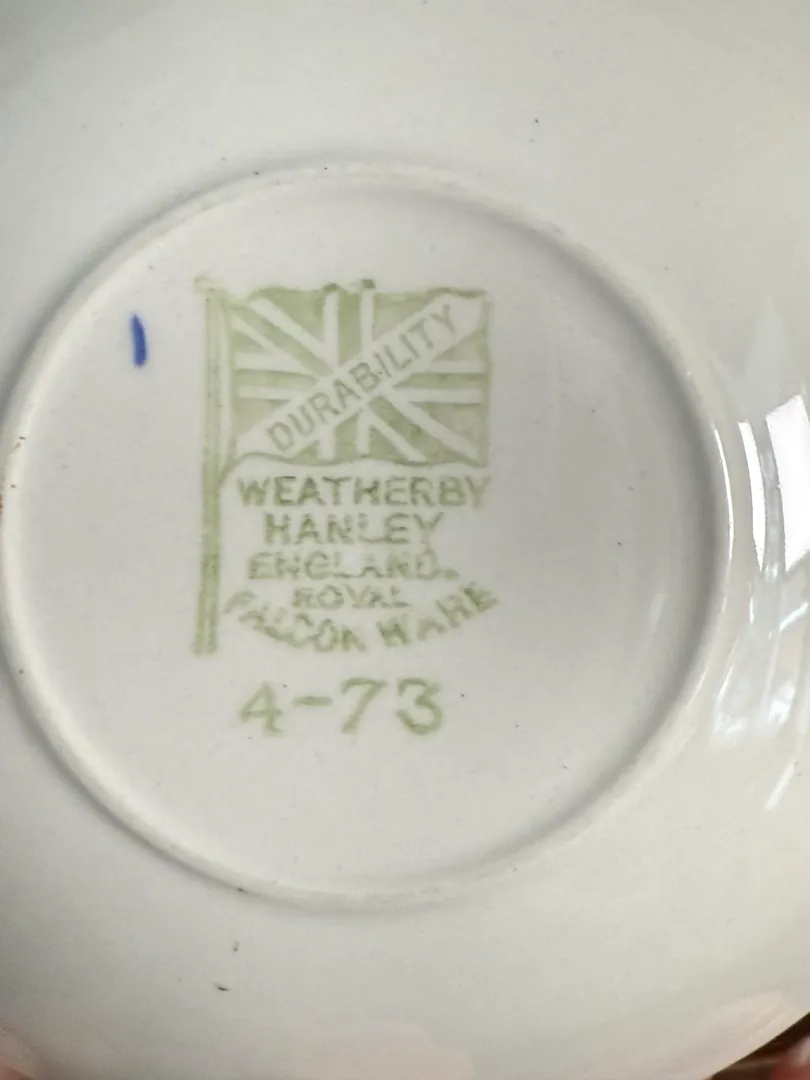 DURABILITY
WEATHERBY
HANLEY
ENGLAND.
ROYAL
FALCON WARE
4-73